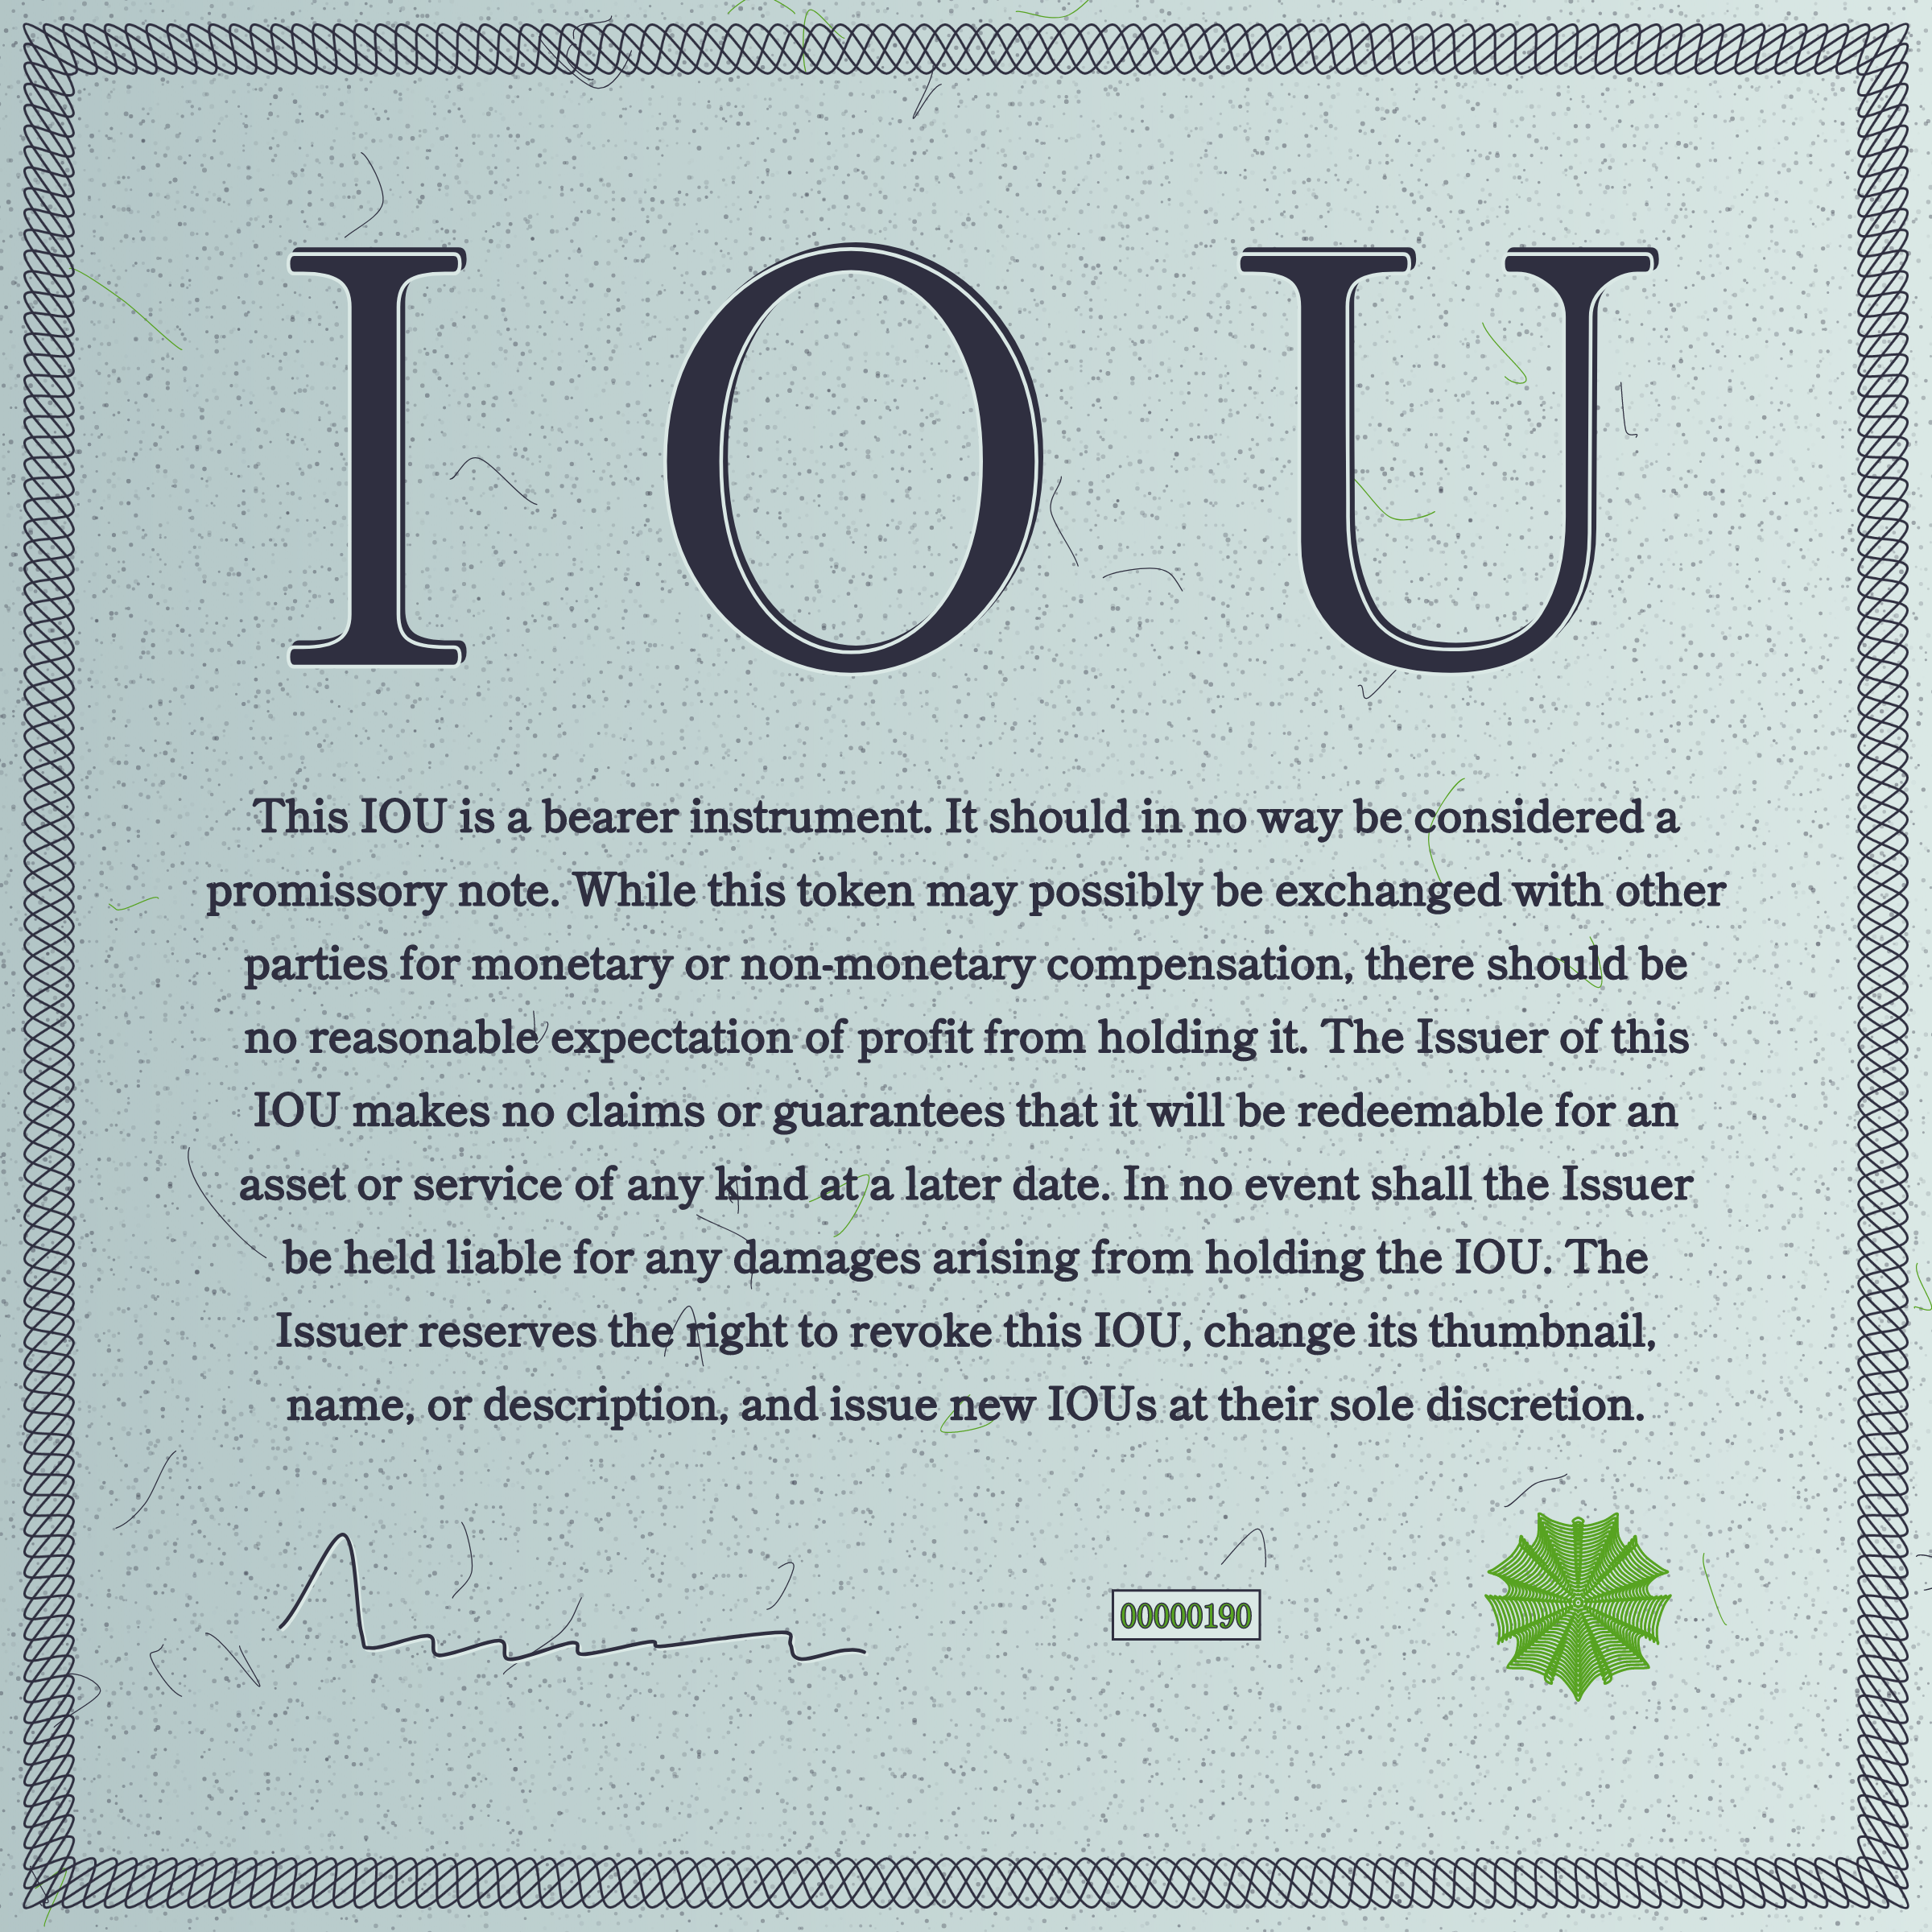 I O U
This IOU is a bearer instrument. It should in no way be considered a
promissory note. While this token may possibly be exchanged with other
parties for monetary or non-monetary compensation, there should be
no reasonable expectation of profit from holding it. The Issuer of this
IOU makes no claims or guarantees that it will be redeemable for an
asset or service of any kind at a later date. In no event shall the Issuer
be held liable for any damages arising from holding the IOU. The
Issuer reserves the right to revoke this IOU, change its thumbnail,
name, or description, and issue new IOUs at their sole discretion.
00000190